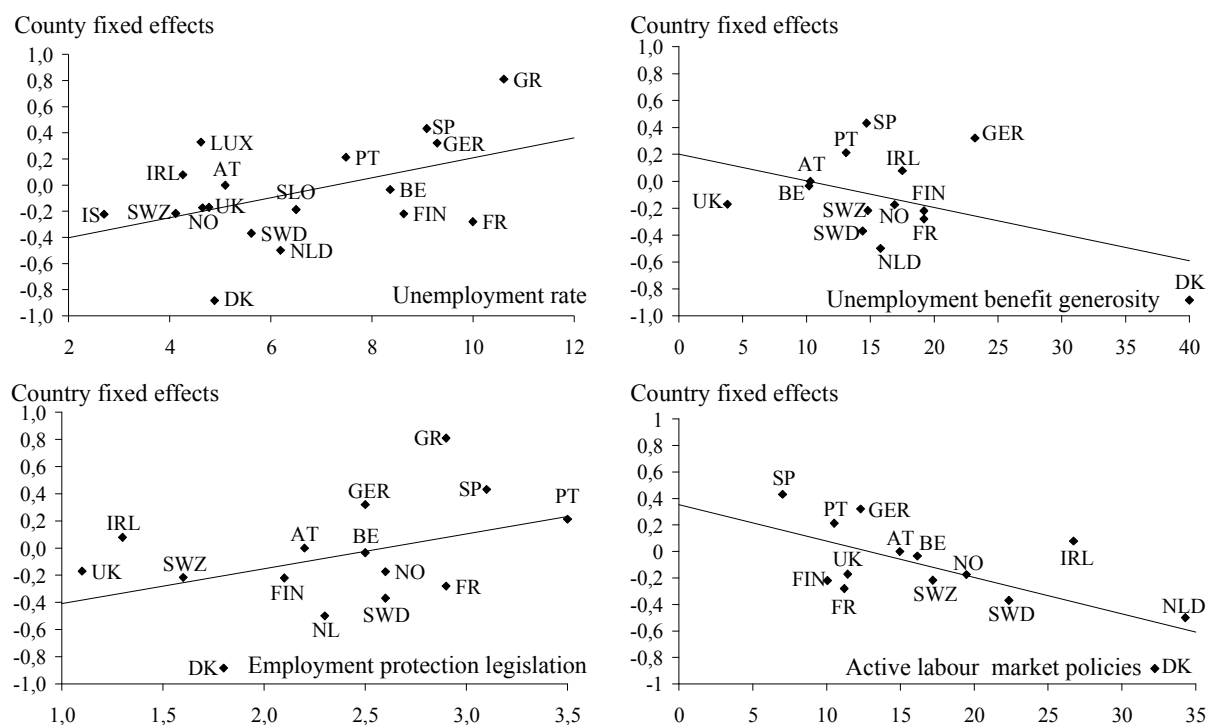 County fixed effects
1,0
0,8
0,6
0,4
0,2
0,0
-0,2
-0,4
-0,6
-0,8
-1,0
GR
SP
GER
LUX
PT
IRL
AT
SLO
BE
IS
SWZ
UK
NO
FIN
FR
SWD
NLD
DK
Unemployment rate
2 4 6 8 10 12
Country fixed effects
1,0
0,8
0,6
0,4
0,2
0,0
-0,2
-0,4
-0,6
-0,8
-1,0
SP
GER
PT
IRL
AT
BE
FIN
UK
SWZ
NO
SWD
FR
NLD
DK
Unemployment benefit generosity
0 5 10 15 20 25 30 35 40
Country fixed effects
1,0
0,8
0,6
0,4
0,2
0,0
-0,2
-0,4
-0,6
-0,8
-1,0
GR
GER
SP
PT
IRL
AT
BE
UK
SWZ
FIN
NO
FR
SWD
NL
DK
Employment protection legislation
1,0 1,5 2,0 2,5 3,0 3,5
Country fixed effects
1
0,8
0,6
0,4
0,2
0
-0,2
-0,4
-0,6
-0,8
-1
SP
PT
GER
AT
BE
IRL
UK
NO
FIN
FR
SWZ
SWD
NLD
DK
Active labour market policies
0 5 10 15 20 25 30 35